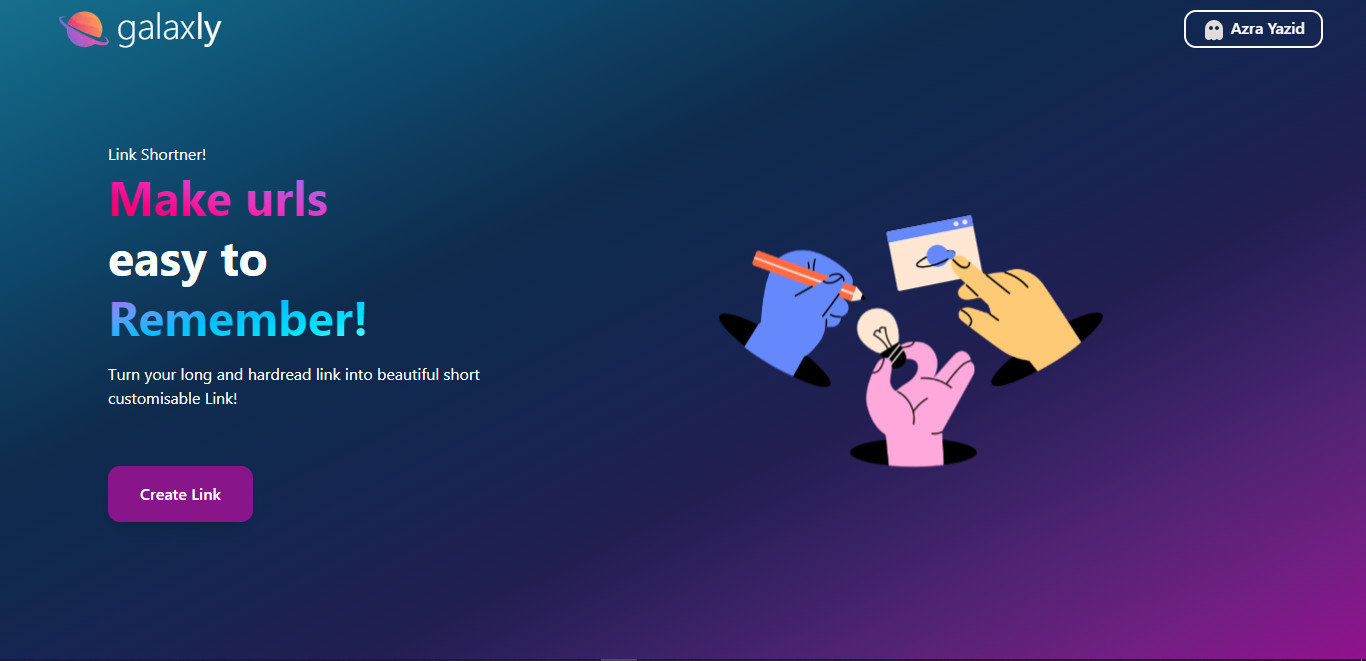 galaxly
Azra Yazid
Link Shortner!
Make urls
easy to
Remember!
Turn your long and hardread link into beautiful short
customisable Link!
Create Link